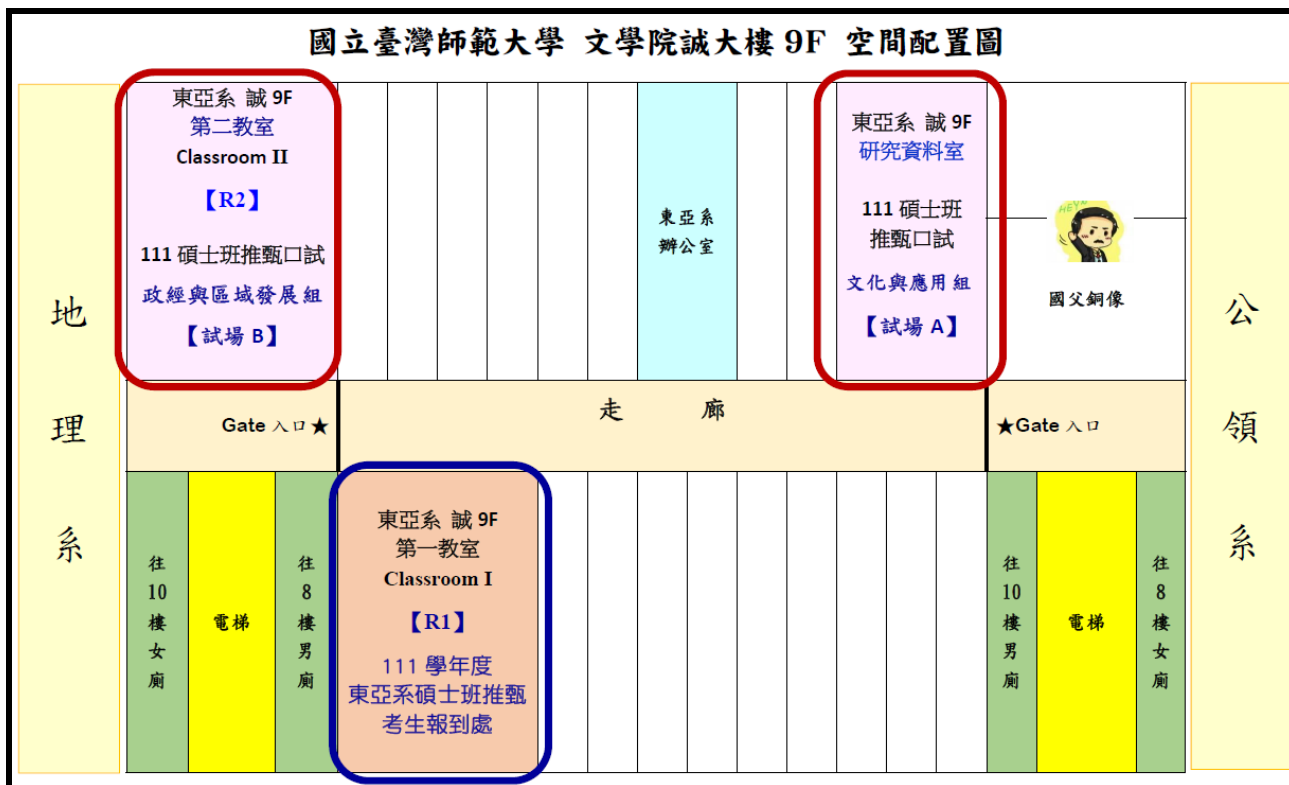 國立臺灣師範大學 文學院誠大樓 9F 空間配置圖
地
理
系
東亞系 誠 9F
第二教室
Classroom II
【R2】
111 碩士班推甄口試
政經與區域發展組
【試場 B】
東亞系
辦公室
東亞系 誠 9F
研究資料室
111 碩士班
推甄口試
文化與應用組
【試場 A】
HEY~
國父銅像
公
領
系
Gate 入口★
走 廊
★Gate 入口
往
10
樓
女
廁
電梯
往
8
樓
男
廁
東亞系 誠 9F
第一教室
Classroom I
【R1】
111 學年度
東亞系碩士班推甄
考生報到處
往
10
樓
男
廁
電梯
往
8
樓
女
廁